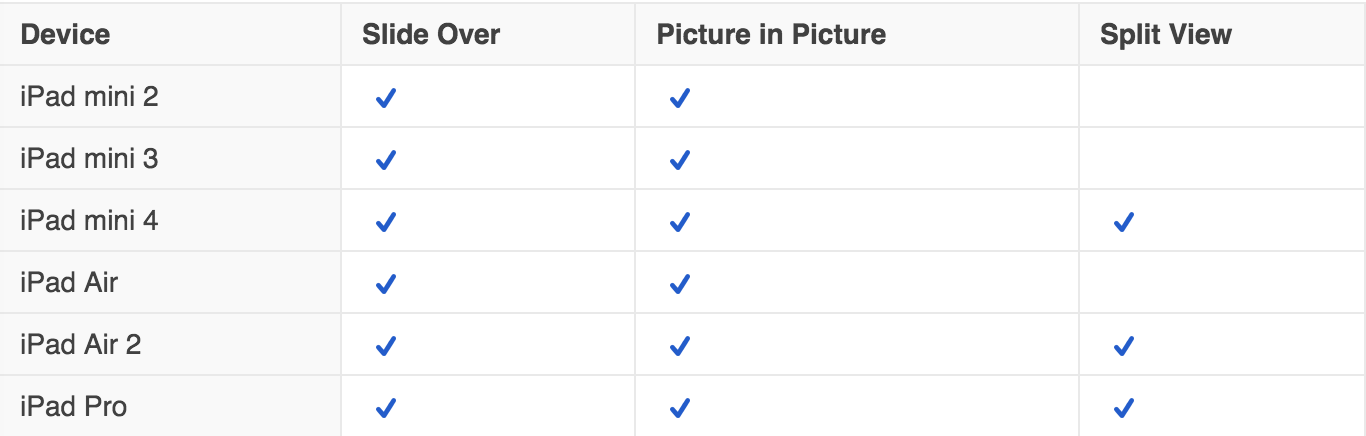 Device Slide Over Picture in Picture Split View
iPad mini 2 ✔ ✔
iPad mini 3 ✔ ✔
iPad mini 4 ✔ ✔ ✔
iPad Air ✔ ✔
iPad Air 2 ✔ ✔ ✔
iPad Pro ✔ ✔ ✔